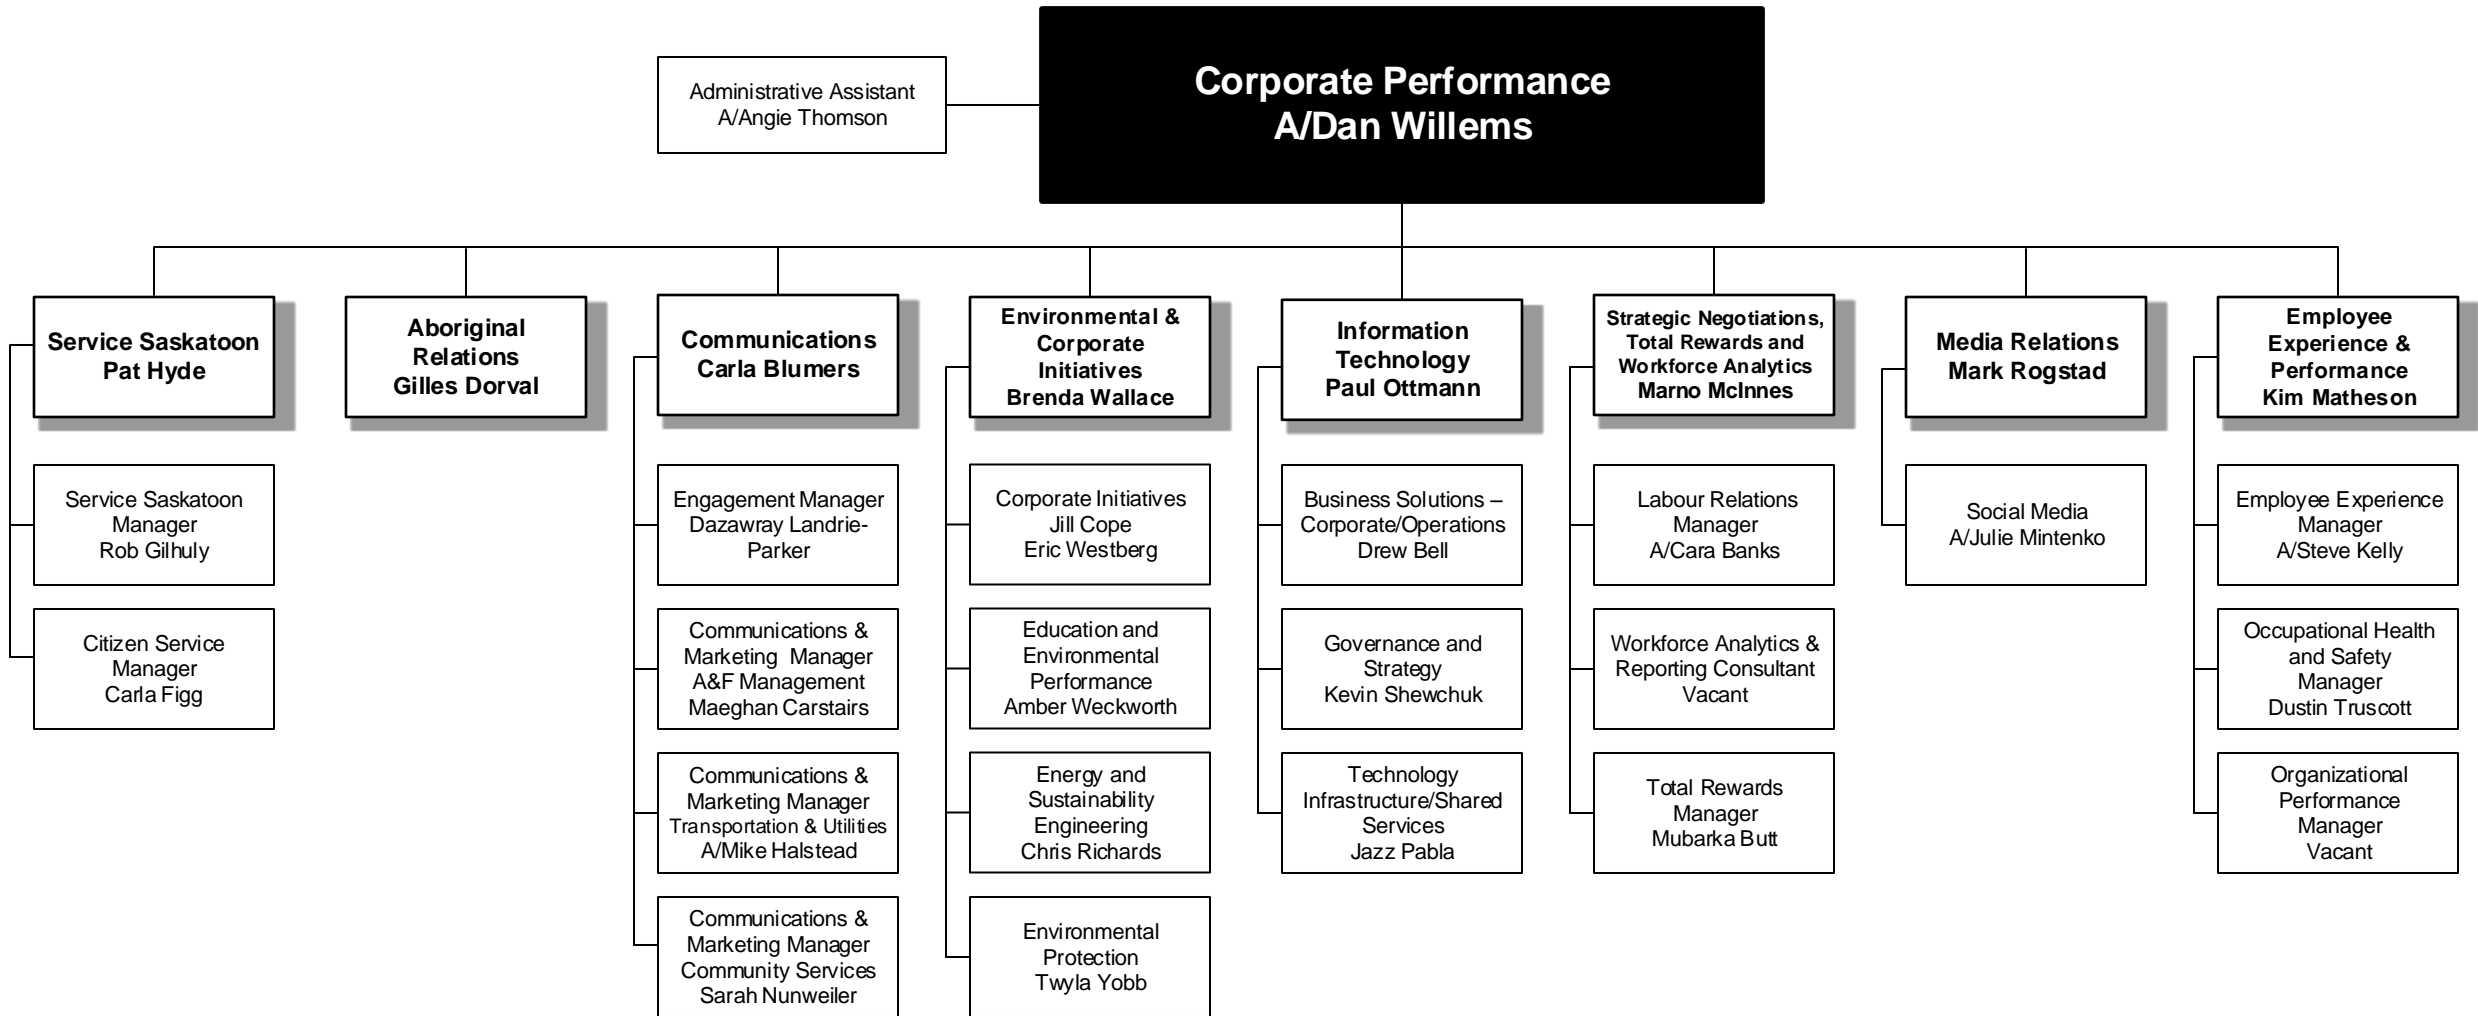 Corporate Performance
A/Dan Willems
Administrative Assistant
A/Angie Thomson
Service Saskatoon
Pat Hyde
Service Saskatoon
Manager
Rob Gilhuly
Citizen Service
Manager
Carla Figg
Aboriginal
Relations
Gilles Dorval
Communications
Carla Blumers
Engagement Manager
Dazawray Landrie-
Parker
Communications &
Marketing Manager
A&F Management
Maeghan Carstairs
Communications &
Marketing Manager
Transportation & Utilities
A/Mike Halstead
Communications &
Marketing Manager
Community Services
Sarah Nunweiler
Environmental &
Corporate
Initiatives
Brenda Wallace
Corporate Initiatives
Jill Cope
Eric Westberg
Education and
Environmental
Performance
Amber Weckworth
Energy and
Sustainability
Engineering
Chris Richards
Environmental
Protection
Twyla Yobb
Information
Technology
Paul Ottmann
Business Solutions –
Corporate/Operations
Drew Bell
Governance and
Strategy
Kevin Shewchuk
Technology
Infrastructure/Shared
Services
Jazz Pabla
Strategic Negotiations,
Total Rewards and
Workforce Analytics
Marno McInnes
Labour Relations
Manager
A/Cara Banks
Workforce Analytics &
Reporting Consultant
Vacant
Total Rewards
Manager
Mubarka Butt
Media Relations
Mark Rogstad
Social Media
A/Julie Mintenko
Employee
Experience &
Performance
Kim Matheson
Employee Experience
Manager
A/Steve Kelly
Occupational Health
and Safety
Manager
Dustin Truscott
Organizational
Performance
Manager
Vacant